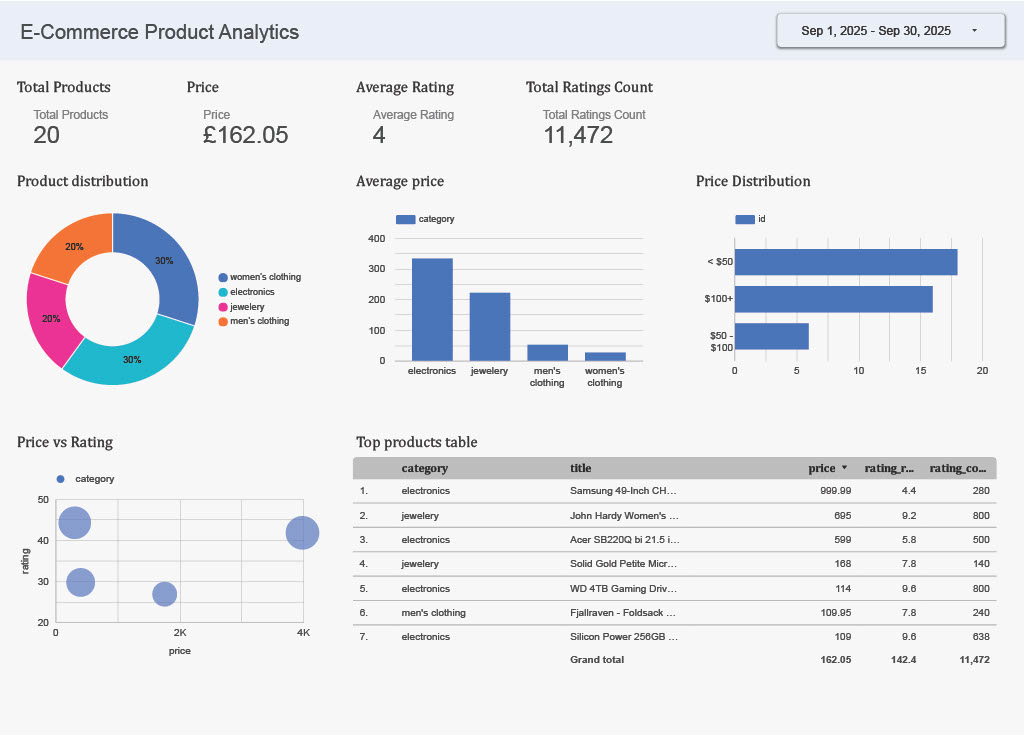 E-Commerce Product Analytics
Sep 1, 2025 - Sep 30, 2025
Total Products
Price
Average Rating
Total Ratings Count
Total Products
20
Price
£162.05
Average Rating
4
Total Ratings Count
11,472
Product distribution
30%
30%
20%
20%
women's clothing
electronics
jewelery
men's clothing
Average price
category
400
300
200
100
0
electronics
jewelery
men's
clothing
women's
clothing
Price Distribution
id
< $50
$100+
$50 -
$100
0 5 10 15 20
Price vs Rating
category
50
40
30
20
rating
0 2K 4K
price
Top products table
category title price rating_r... rating_co...
1. electronics Samsung 49-Inch CH... 999.99 4.4 280
2. jewelery John Hardy Women's ... 695 9.2 800
3. electronics Acer SB220Q bi 21.5 i... 599 5.8 500
4. jewelery Solid Gold Petite Micr... 168 7.8 140
5. electronics WD 4TB Gaming Driv... 114 9.6 800
6. men's clothing Fjallraven - Foldsack ... 109.95 7.8 240
7. electronics Silicon Power 256GB ... 109 9.6 638
Grand total 162.05 142.4 11,472